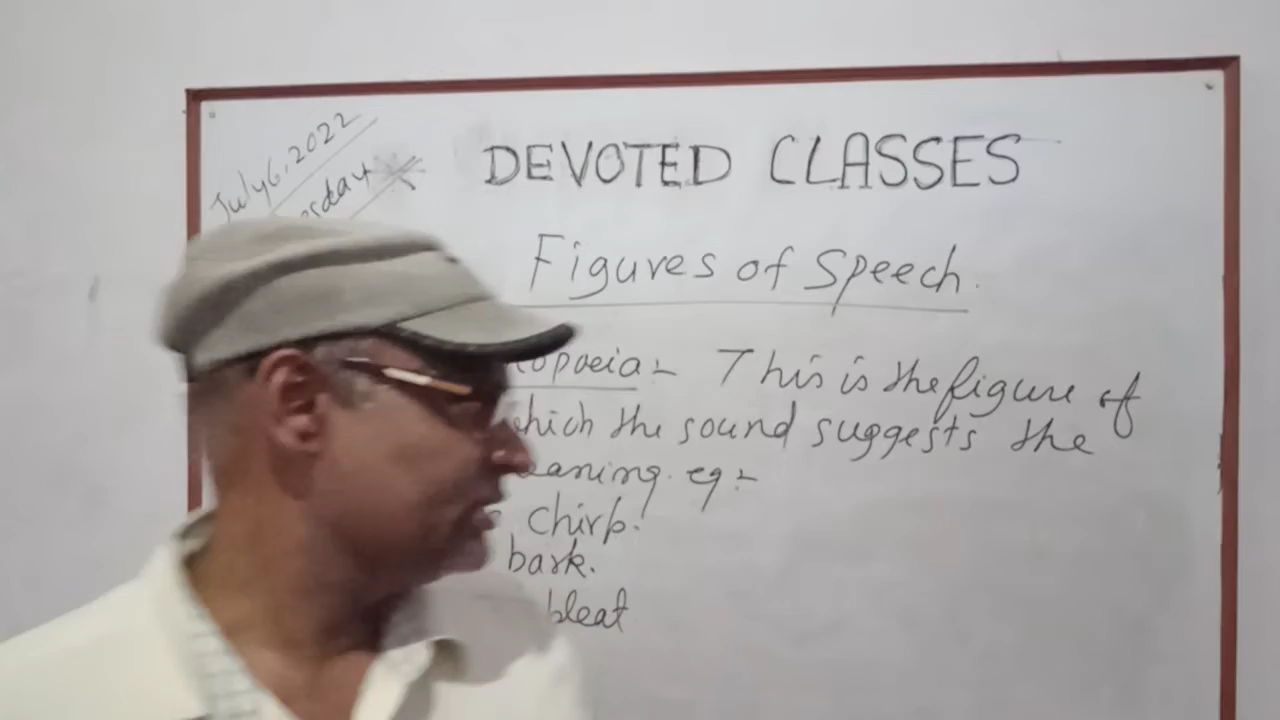 July 6, 2022
DEVOTED CLASSES
Figures of Speech.
This is the figure of
the sound suggests the
eg:-
Chirp.
bark.
bleat